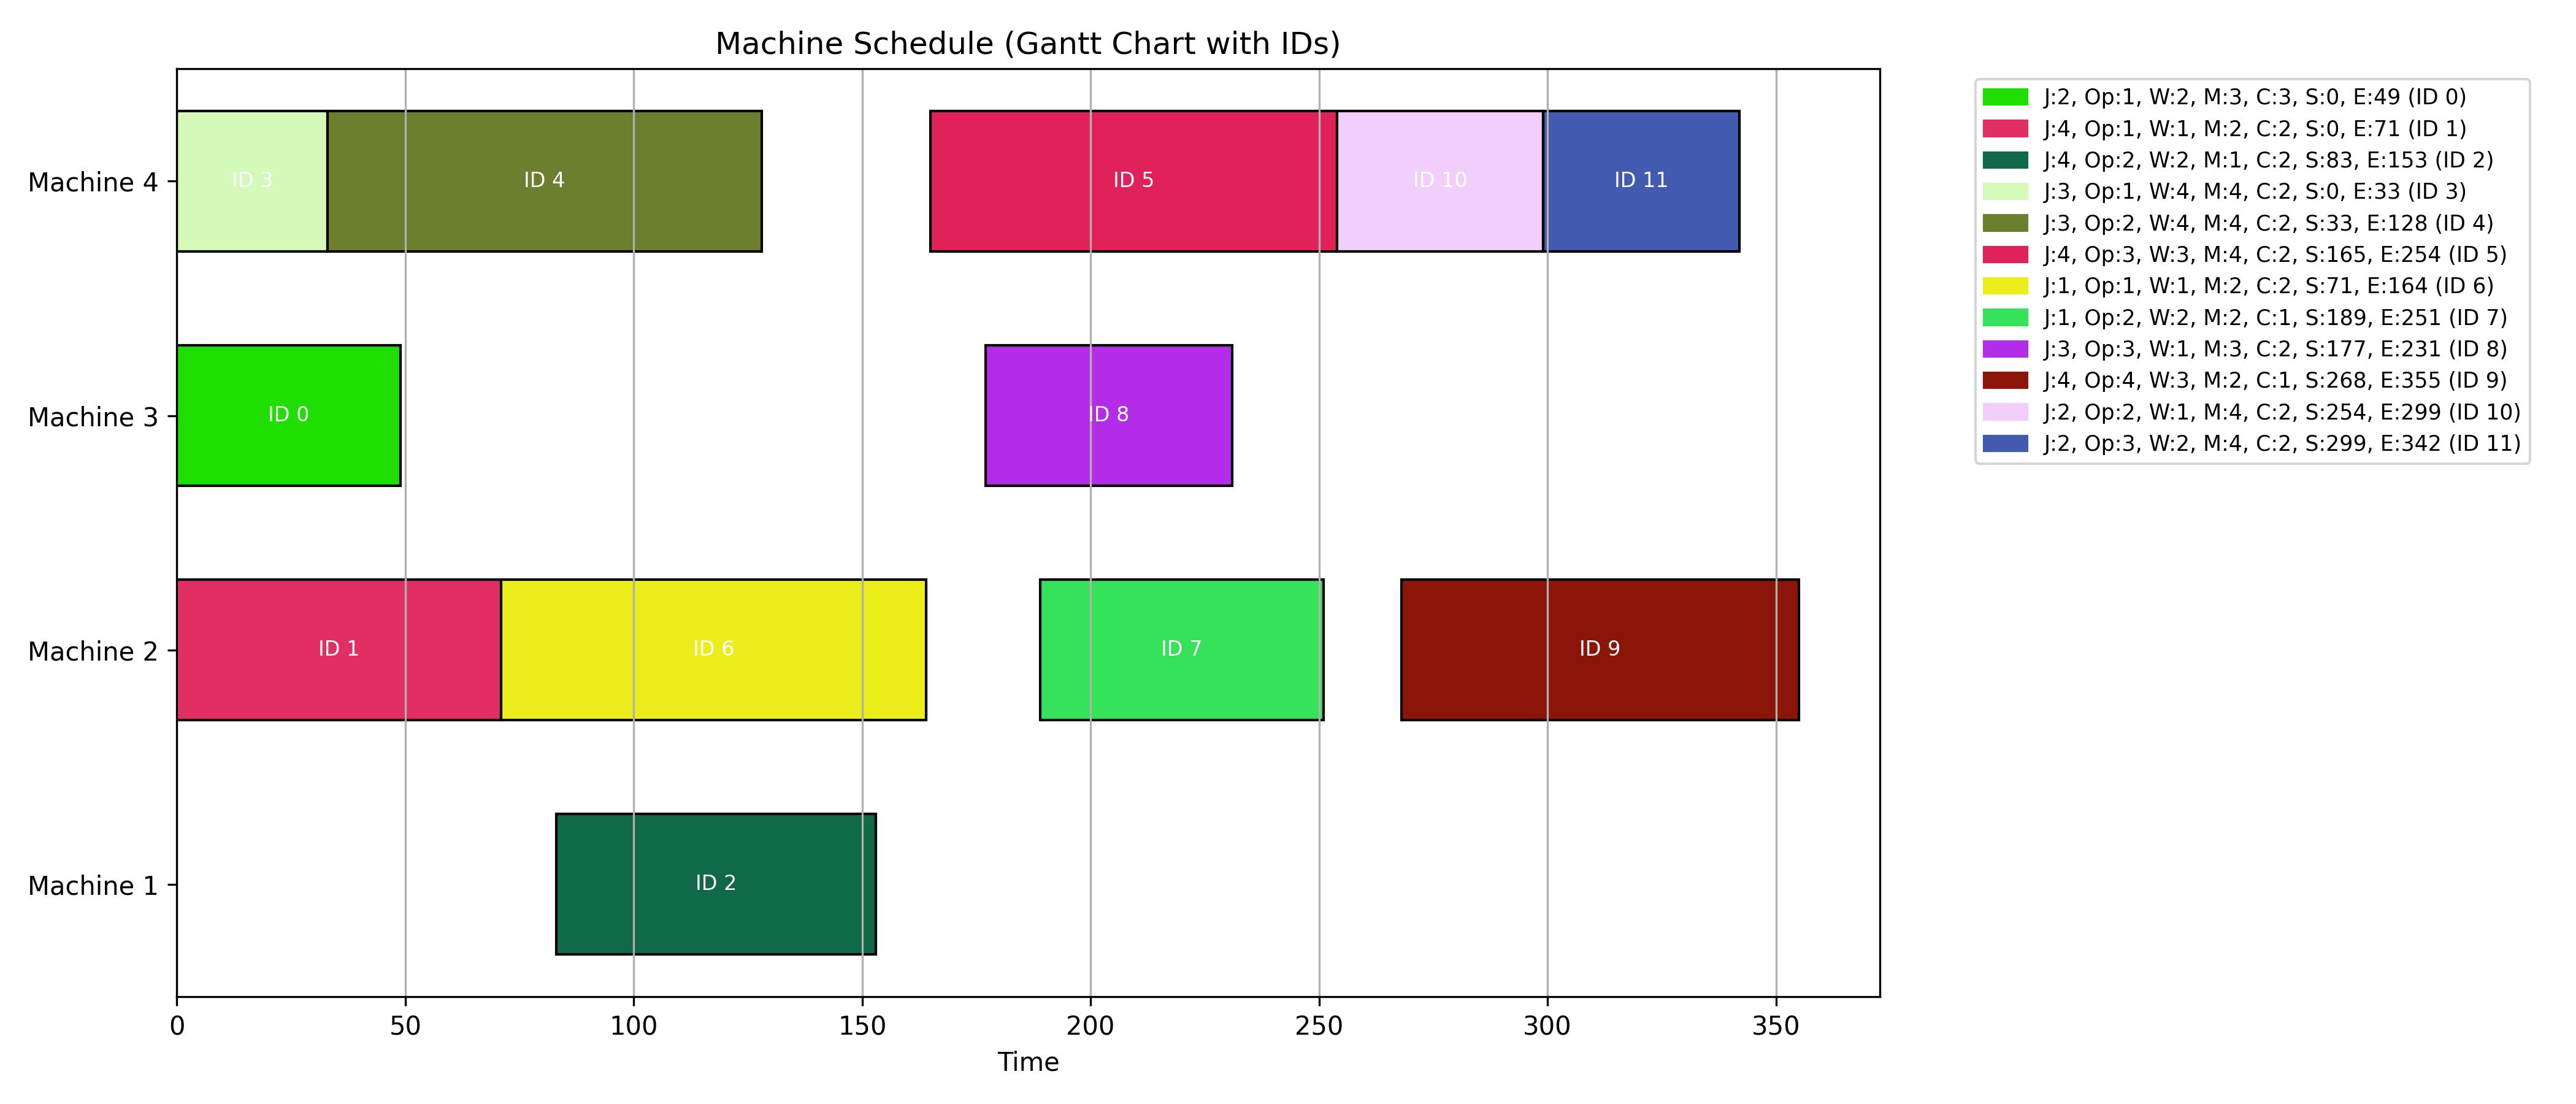 Machine Schedule (Gantt Chart with IDs)
Machine 4
ID 3
ID 4
ID 5
ID 10
ID 11
Machine 3
ID 0
ID 8
Machine 2
ID 1
ID 6
ID 7
ID 9
Machine 1
ID 2
0 50 100 150 200 250 300 350
Time
J:2, Op:1, W:2, M:3, C:3, S:0, E:49 (ID 0)
J:4, Op:1, W:1, M:2, C:2, S:0, E:71 (ID 1)
J:4, Op:2, W:2, M:1, C:2, S:83, E:153 (ID 2)
J:3, Op:1, W:4, M:4, C:2, S:0, E:33 (ID 3)
J:3, Op:2, W:4, M:4, C:2, S:33, E:128 (ID 4)
J:4, Op:3, W:3, M:4, C:2, S:165, E:254 (ID 5)
J:1, Op:1, W:1, M:2, C:2, S:71, E:164 (ID 6)
J:1, Op:2, W:2, M:2, C:1, S:189, E:251 (ID 7)
J:3, Op:3, W:1, M:3, C:2, S:177, E:231 (ID 8)
J:4, Op:4, W:3, M:2, C:1, S:268, E:355 (ID 9)
J:2, Op:2, W:1, M:4, C:2, S:254, E:299 (ID 10)
J:2, Op:3, W:2, M:4, C:2, S:299, E:342 (ID 11)